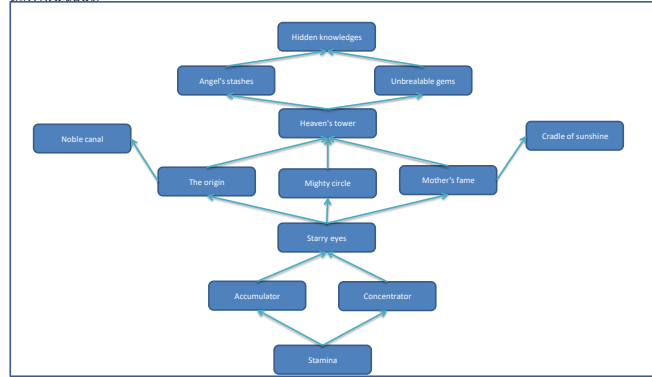 Hidden knowledges
Angel's stashes
Unbrealable gems
Heaven's tower
Noble canal
Cradle of sunshine
The origin
Mighty circle
Mother's fame
Starry eyes
Accumulator
Concentrator
Stamina